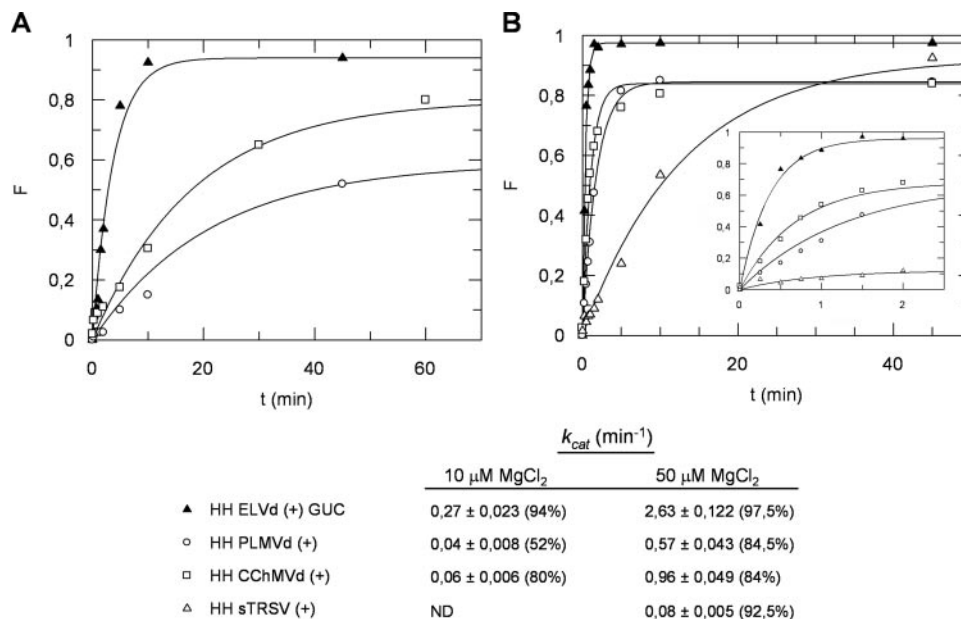 A
1
0,8
0,6
F
0,4
0,2
0
0 20 40 60
t (min)
B
1
0,8
0,6
F
0,4
0,2
0
0 20 40
t (min)
1
0,8
0,6
0,4
0,2
0
0 1 2
k_cat (min⁻¹)
10 µM MgCl₂ 50 µM MgCl₂
▲ HH ELVd (+) GUC 0,27 ± 0,023 (94%) 2,63 ± 0,122 (97,5%)
○ HH PLMVd (+) 0,04 ± 0,008 (52%) 0,57 ± 0,043 (84,5%)
□ HH CChMVd (+) 0,06 ± 0,006 (80%) 0,96 ± 0,049 (84%)
△ HH sTRSV (+) ND 0,08 ± 0,005 (92,5%)